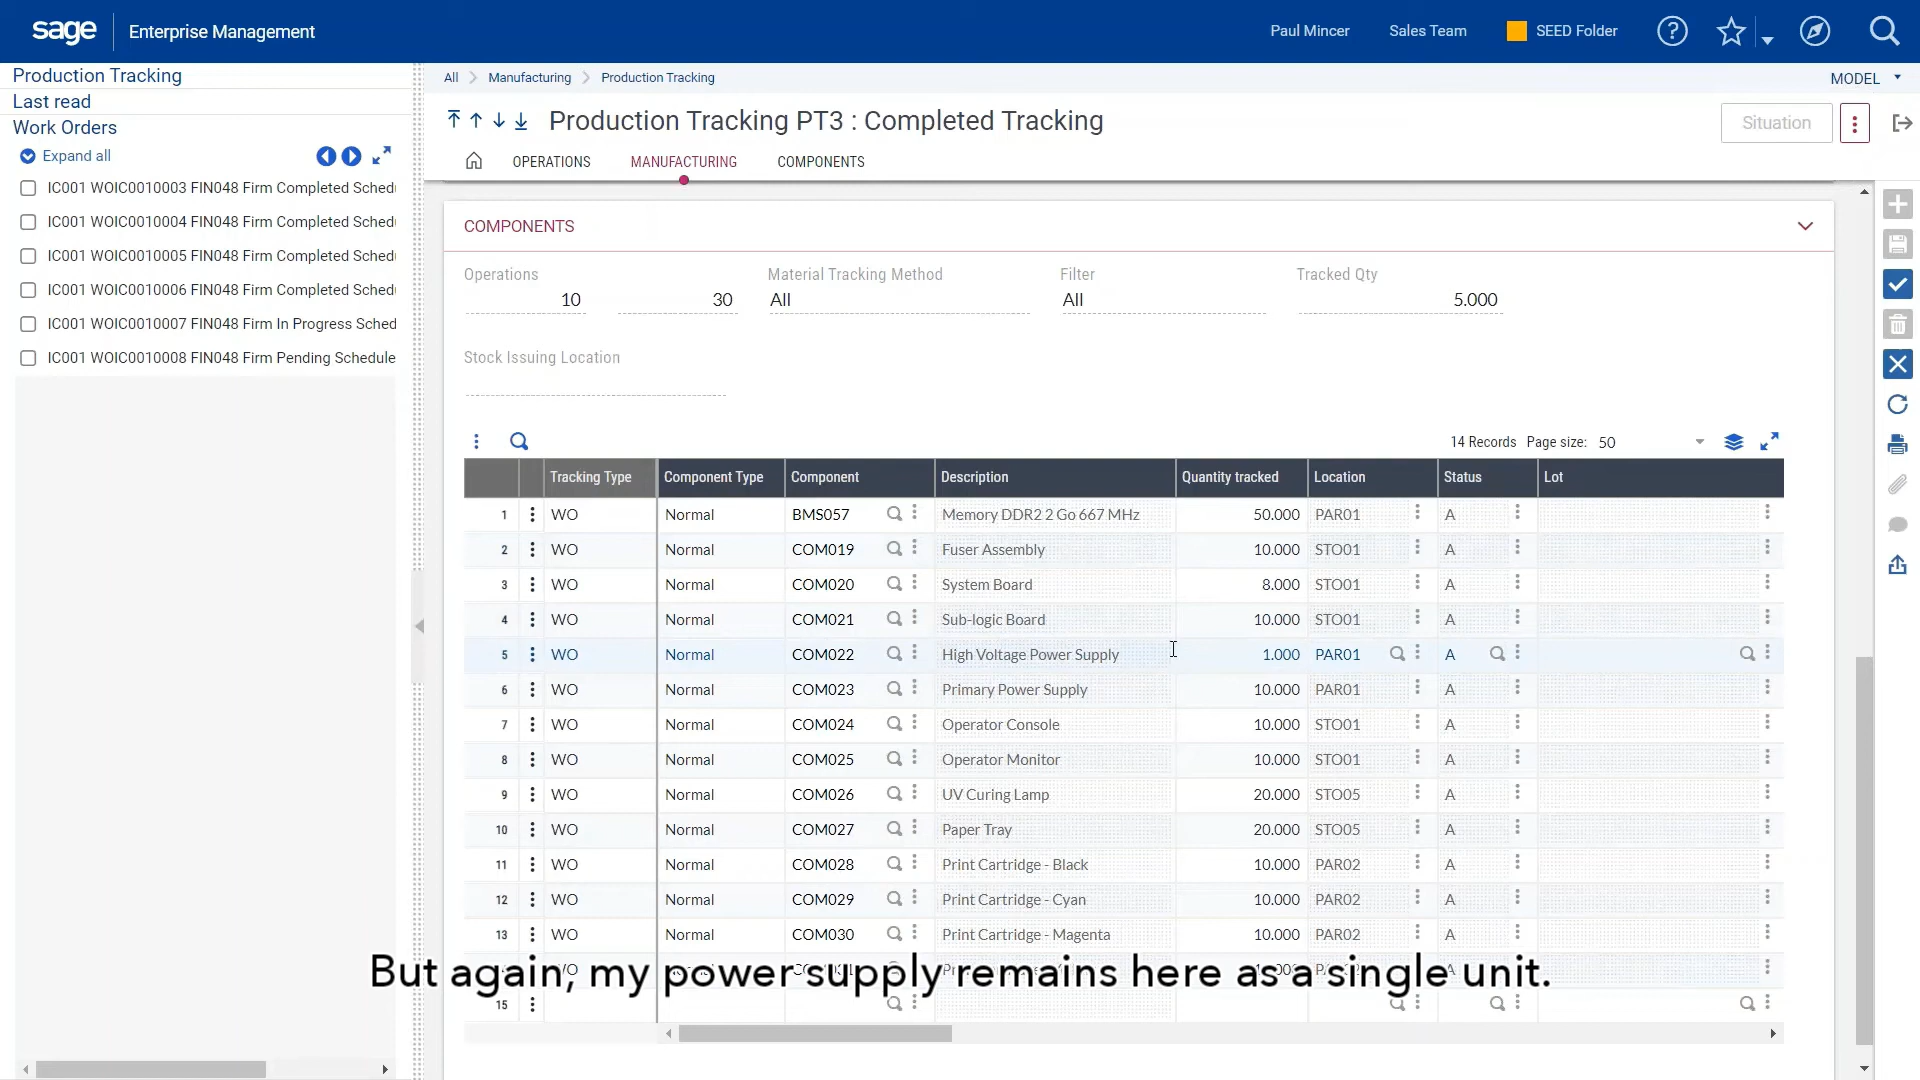 sage
Enterprise Management
Paul Mincer
Sales Team
SEED Folder
Production Tracking
Last read
Work Orders
Expand all
IC001 WOIC0010003 FIN048 Firm Completed Schedu
IC001 WOIC0010004 FIN048 Firm Completed Schedu
IC001 WOIC0010005 FIN048 Firm Completed Schedu
IC001 WOIC0010006 FIN048 Firm Completed Schedu
IC001 WOIC0010007 FIN048 Firm In Progress Sched
IC001 WOIC0010008 FIN048 Firm Pending Schedule
All > Manufacturing > Production Tracking
MODEL
Production Tracking PT3 : Completed Tracking
Situation
OPERATIONS MANUFACTURING COMPONENTS
COMPONENTS
Operations Material Tracking Method Filter Tracked Qty
10 30 All All 5.000
Stock Issuing Location
14 Records Page size: 50
Tracking Type Component Type Component Description Quantity tracked Location Status Lot
1 WO Normal BMS057 Memory DDR2 2 Go 667 MHz 50.000 PAR01 A
2 WO Normal COM019 Fuser Assembly 10.000 STO01 A
3 WO Normal COM020 System Board 8.000 STO01 A
4 WO Normal COM021 Sub-logic Board 10.000 STO01 A
5 WO Normal COM022 High Voltage Power Supply 1.000 PAR01 A
6 WO Normal COM023 Primary Power Supply 10.000 PAR01 A
7 WO Normal COM024 Operator Console 10.000 STO01 A
8 WO Normal COM025 Operator Monitor 10.000 STO01 A
9 WO Normal COM026 UV Curing Lamp 20.000 STO05 A
10 WO Normal COM027 Paper Tray 20.000 STO05 A
11 WO Normal COM028 Print Cartridge - Black 10.000 PAR02 A
12 WO Normal COM029 Print Cartridge - Cyan 10.000 PAR02 A
13 WO Normal COM030 Print Cartridge - Magenta 10.000 PAR02 A
But again, my power supply remains here as a single unit.
15